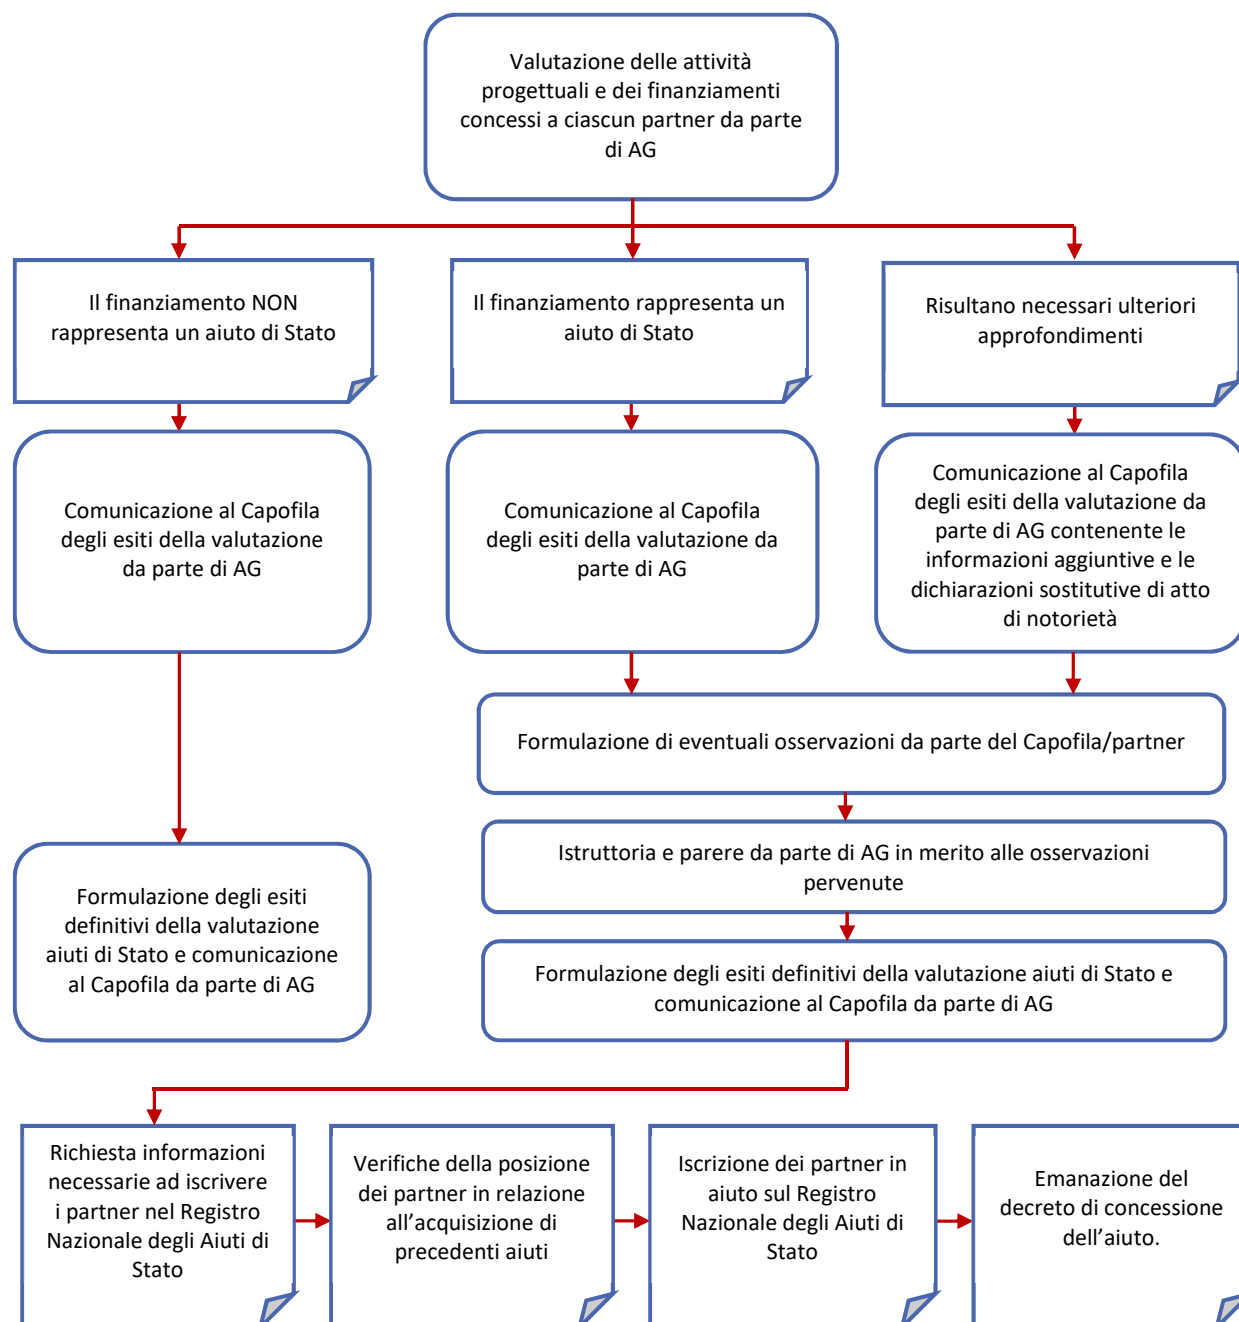 Valutazione delle attività
progettuali e dei finanziamenti
concessi a ciascun partner da parte
di AG
Il finanziamento NON
rappresenta un aiuto di Stato
Il finanziamento rappresenta un
aiuto di Stato
Risultano necessari ulteriori
approfondimenti
Comunicazione al Capofila
degli esiti della valutazione
da parte di AG
Comunicazione al Capofila
degli esiti della valutazione da
parte di AG
Comunicazione al Capofila
degli esiti della valutazione da
parte di AG contenente le
informazioni aggiuntive e le
dichiarazioni sostitutive di atto
di notorietà
Formulazione di eventuali osservazioni da parte del Capofila/partner
Istruttoria e parere da parte di AG in merito alle osservazioni
pervenute
Formulazione degli esiti
definitivi della valutazione
aiuti di Stato e comunicazione
al Capofila da parte di AG
Formulazione degli esiti definitivi della valutazione aiuti di Stato e
comunicazione al Capofila da parte di AG
Richiesta informazioni
necessarie ad iscrivere
i partner nel Registro
Nazionale degli Aiuti di
Stato
Verifiche della posizione
dei partner in relazione
all’acquisizione di
precedenti aiuti
Iscrizione dei partner in
aiuto sul Registro
Nazionale degli Aiuti di
Stato
Emanazione del
decreto di concessione
dell’aiuto.